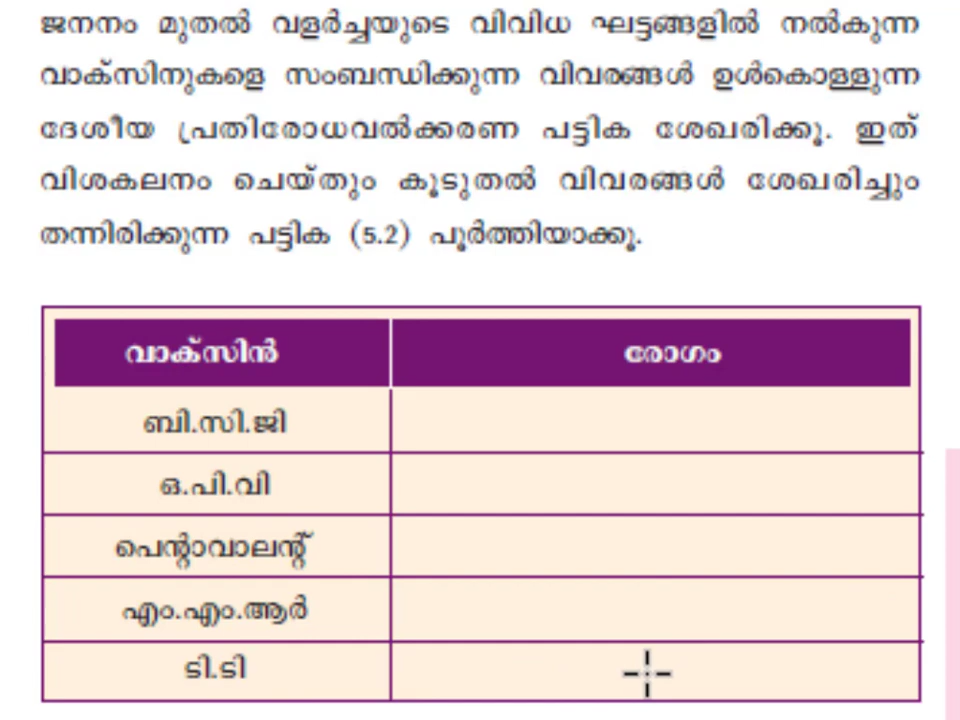 ജനനം മുതൽ വളർച്ചയുടെ വിവിധ ഘട്ടങ്ങളിൽ നൽകുന്ന
വാക്സിനുകളെ സംബന്ധിക്കുന്ന വിവരങ്ങൾ ഉൾകൊള്ളുന്ന
ദേശീയ പ്രതിരോധവൽക്കരണ പട്ടിക ശേഖരിക്കൂ. ഇത്
വിശകലനം ചെയ്തും കൂടുതൽ വിവരങ്ങൾ ശേഖരിച്ചും
തന്നിരിക്കുന്ന പട്ടിക (5.2) പൂർത്തിയാക്കൂ.
വാക്സിൻ രോഗം
ബി.സി.ജി
ഒ.പി.വി
പെന്റാവാലന്റ്
എം.എം.ആർ
ടി.ടി